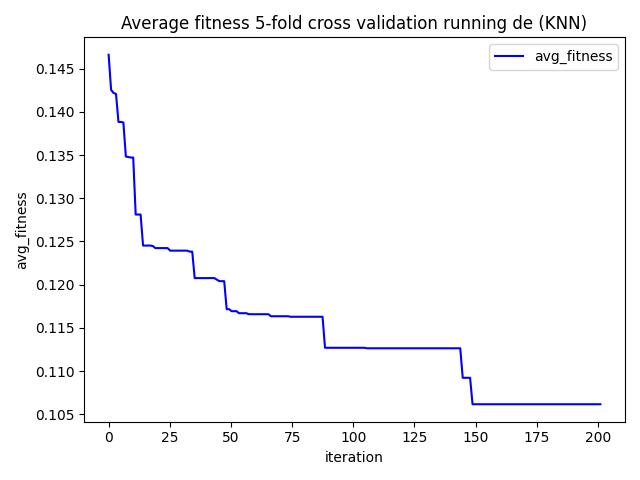 Average fitness 5-fold cross validation running de (KNN)
avg_fitness
0.145
0.140
0.135
0.130
0.125
0.120
0.115
0.110
0.105
avg_fitness
0 25 50 75 100 125 150 175 200
iteration